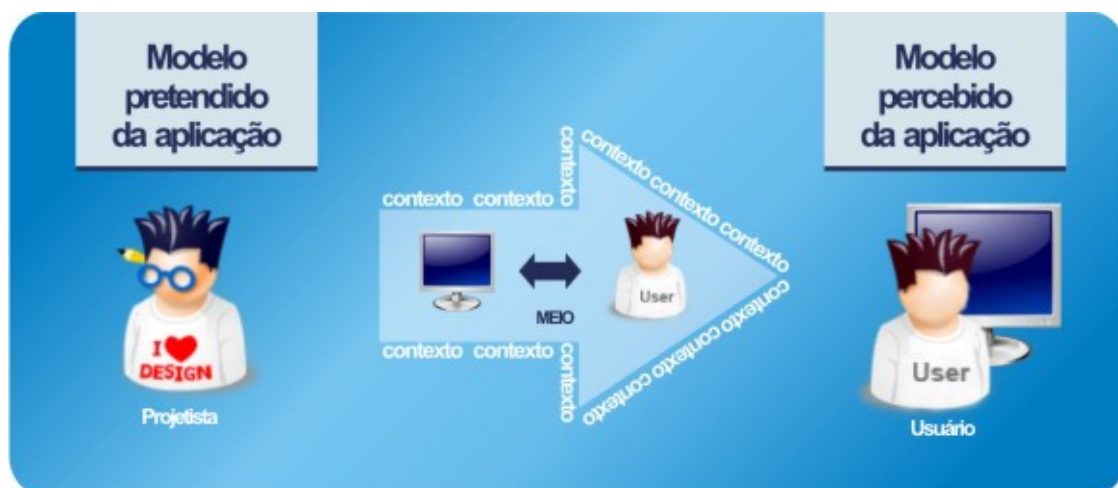 Modelo
pretendido
da aplicação
I ❤ DESIGN
Projetista
contexto contexto contexto contexto contexto contexto
User
MEIO
contexto contexto contexto contexto contexto contexto
Modelo
percebido
da aplicação
User
Usuário